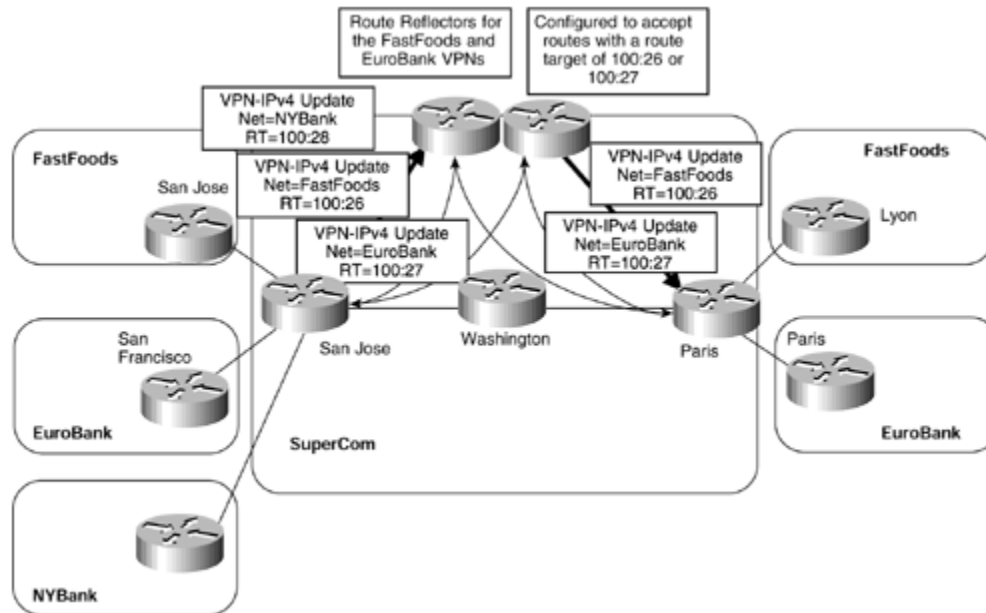 Route Reflectors for
the FastFoods and
EuroBank VPNs
Configured to accept
routes with a route
target of 100:26 or
100:27
VPN-IPv4 Update
Net=NYBank
RT=100:28
VPN-IPv4 Update
Net=FastFoods
RT=100:26
VPN-IPv4 Update
Net=EuroBank
RT=100:27
VPN-IPv4 Update
Net=FastFoods
RT=100:26
VPN-IPv4 Update
Net=EuroBank
RT=100:27
FastFoods
San Jose
FastFoods
Lyon
San Jose
Washington
Paris
San
Francisco
EuroBank
Paris
EuroBank
SuperCom
NYBank